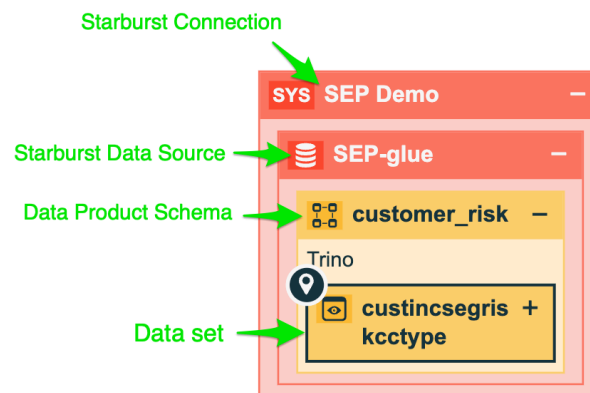 Starburst Connection
SYS SEP Demo −
Starburst Data Source
SEP-glue −
Data Product Schema
customer_risk −
Trino
custincsegris +
kcctype
Data set